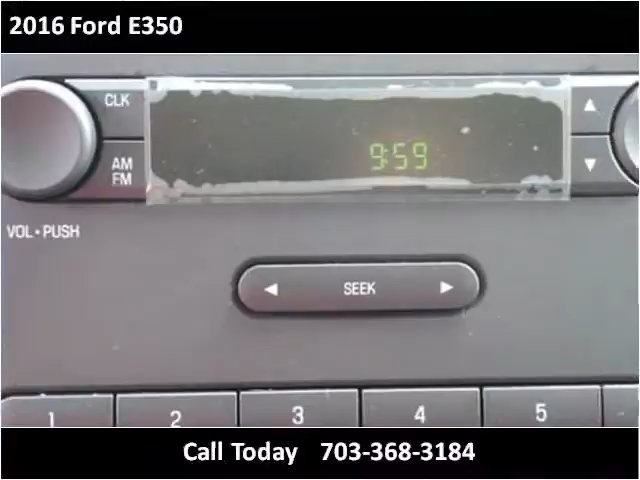 2016 Ford E350
CLK
AM
FM
9:59
VOL • PUSH
SEEK
1 2 3 4 5
Call Today 703-368-3184